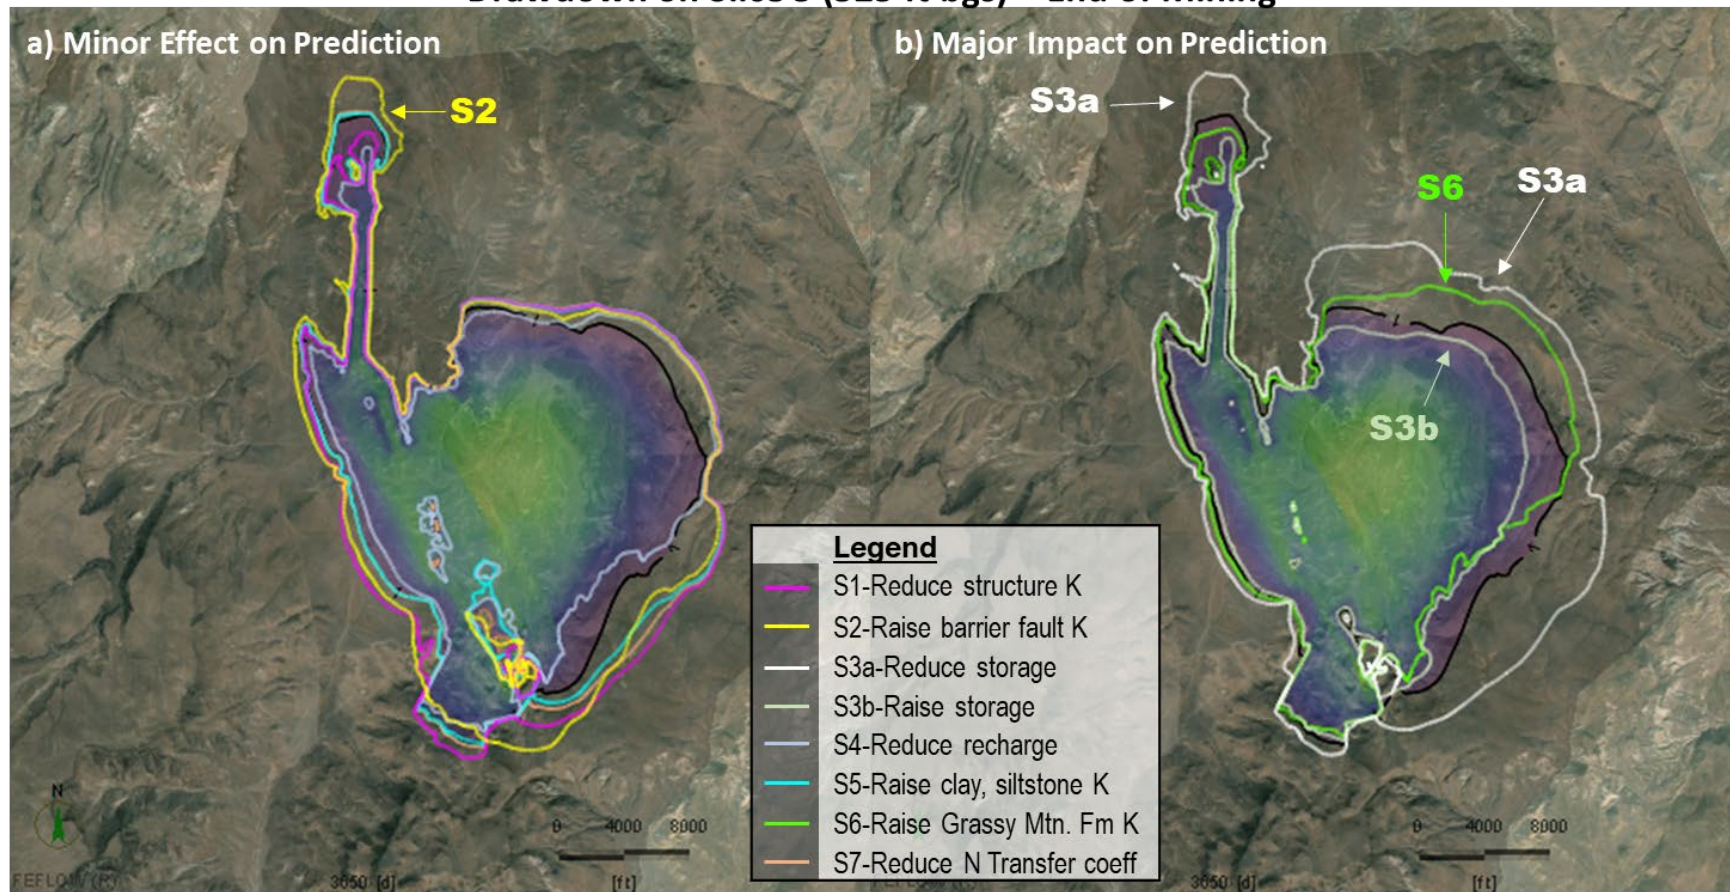 a) Minor Effect on Prediction
b) Major Impact on Prediction
S2
S3a
S6
S3a
S3b
Legend
S1-Reduce structure K
S2-Raise barrier fault K
S3a-Reduce storage
S3b-Raise storage
S4-Reduce recharge
S5-Raise clay, siltstone K
S6-Raise Grassy Mtn. Fm K
S7-Reduce N Transfer coeff
N
0 4000 8000
[ft]
3650 [d]
FEFLOW (R)
0 4000 8000
[ft]
3650 [d]